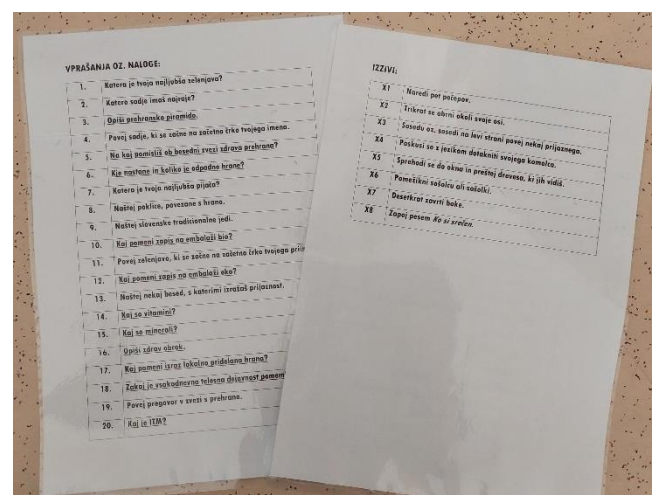 VPRAŠANJA OZ. NALOGE:
1. Katera je tvoja najljubša zelenjava?
2. Katero sadje imaš najraje?
3. Opiši prehransko piramido.
4. Povej sadje, ki se začne na začetno črko tvojega imena.
5. Na kaj pomisliš ob besedni zvezi zdrava prehrana?
6. Kje nastane in koliko je odpadne hrane?
7. Katera je tvoja najljubša pijača?
8. Naštej poklice, povezane s hrano.
9. Naštej slovenske tradicionalne jedi.
10. Kaj pomeni zapis na embalaži bio?
11. Povej zelenjavo, ki se začne na začetno črko tvojega
12. Kaj pomeni zapis na embalaži eko?
13. Naštej nekaj besed, s katerimi izražaš prijaznost.
14. Kaj so vitamini?
15. Kaj so minerali?
16. Opiši zdrav obrok.
17. Kaj pomeni izraz lokalno pridelana hrana?
18. Zakaj je vsakodnevna telesna dejavnost
19. Povej pregovor v zvezi s prehrano.
20. Kaj je ITM?
IZZIVI:
X1 Naredi pet počepov.
X2 Trikrat se obrni okoli svoje osi.
X3 Sosedu oz. sosedi na levi strani povej nekaj prijaznega.
X4 Poskusi se z jezikom dotakniti svojega komolca.
X5 Sprehodi se do okna in preštej drevesa, ki jih vidiš.
X6 Pomežikni sošolcu ali sošolki.
X7 Desetkrat zavrti boke.
X8 Zapoj pesem Ko si srečen.